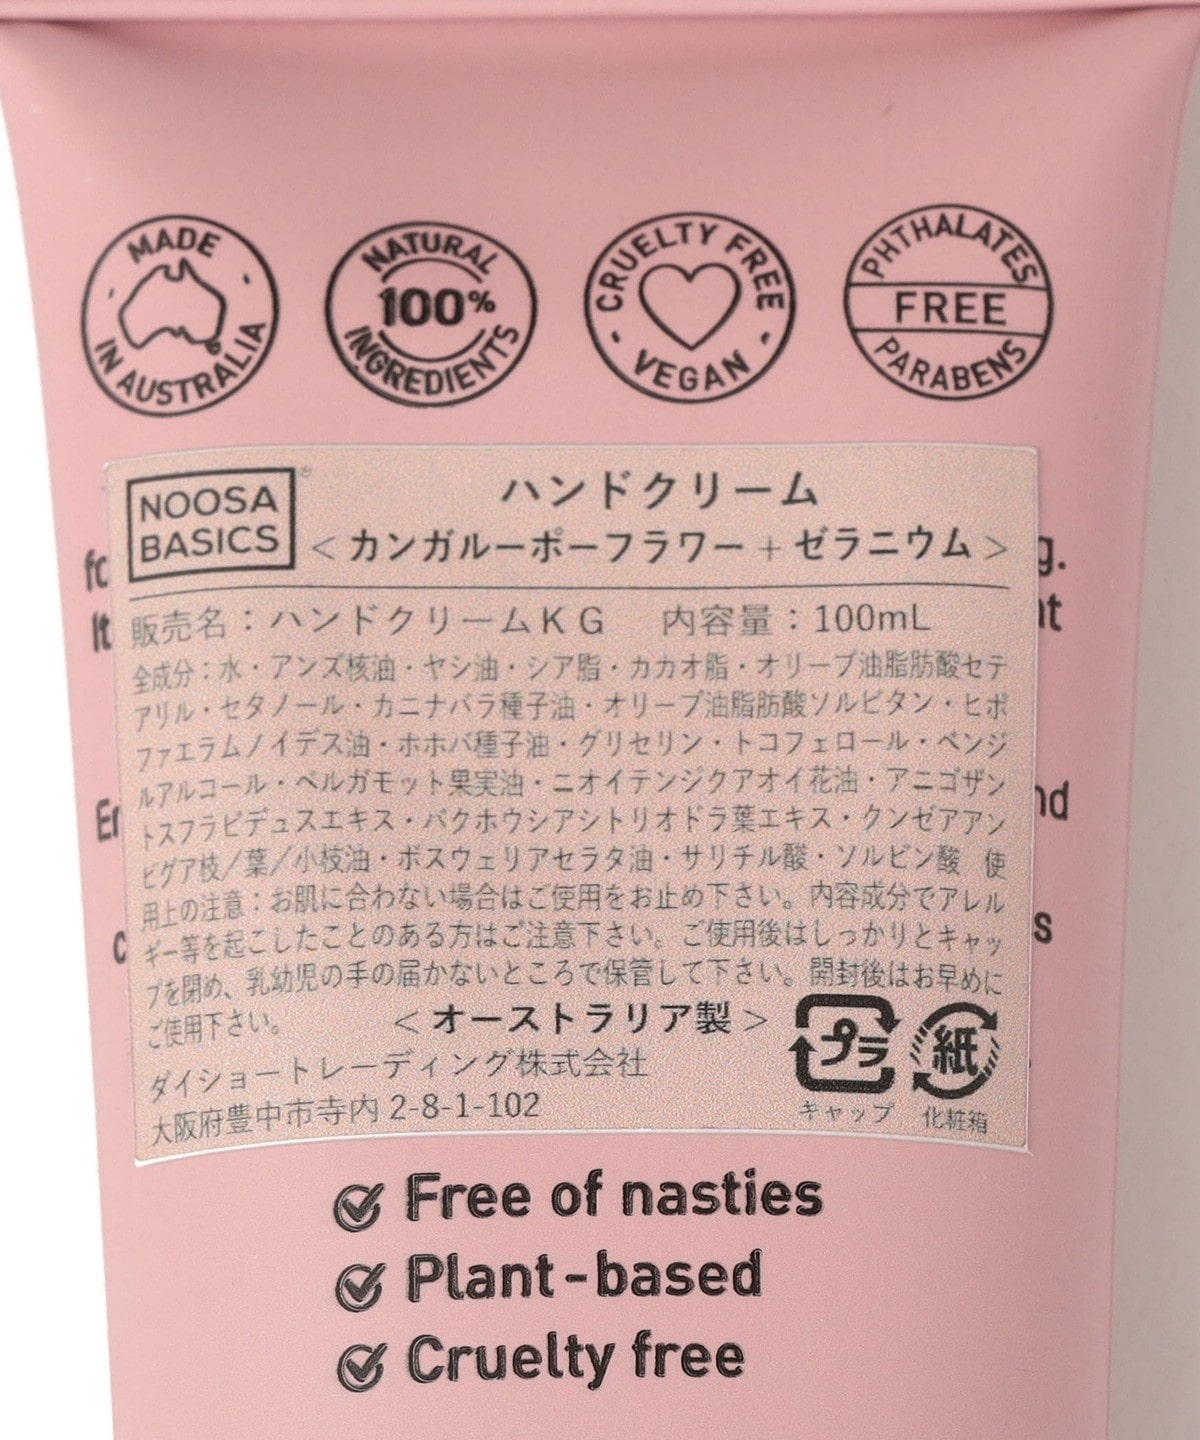 MADE
IN AUSTRALIA
NATURAL
100%
INGREDIENTS
CRUELTY FREE
VEGAN
PHTHALATES
FREE
PARABENS
NOOSA
BASICS
®
ハンドクリーム
<カンガルーポーフラワー+ゼラニウム>
販売名:ハンドクリームKG 内容量:100mL
全成分:水・アンズ核油・ヤシ油・シア脂・カカオ脂・オリーブ油脂肪酸セテ
アリル・セタノール・カニナバラ種子油・オリーブ油脂肪酸ソルビタン・ヒポ
ファエラムノイデス油・ホホバ種子油・グリセリン・トコフェロール・ベンジ
ルアルコール・ベルガモット果実油・ニオイテンジクアオイ花油・アニゴザン
トスフラビデュスエキス・バクホウシアシトリオドラ葉エキス・クンゼアアン
ビグア枝/葉/小枝油・ボスウェリアセラタ油・サリチル酸・ソルビン酸 使
用上の注意:お肌に合わない場合はご使用をお止め下さい。内容成分でアレル
ギー等を起こしたことのある方はご注意下さい。ご使用後はしっかりとキャッ
プを閉め、乳幼児の手の届かないところで保管して下さい。開封後はお早めに
ご使用下さい。
<オーストラリア製>
ダイショートレーディング株式会社
大阪府豊中市寺内 2-8-1-102
プラ
キャップ
紙
化粧箱
Free of nasties
Plant-based
Cruelty free